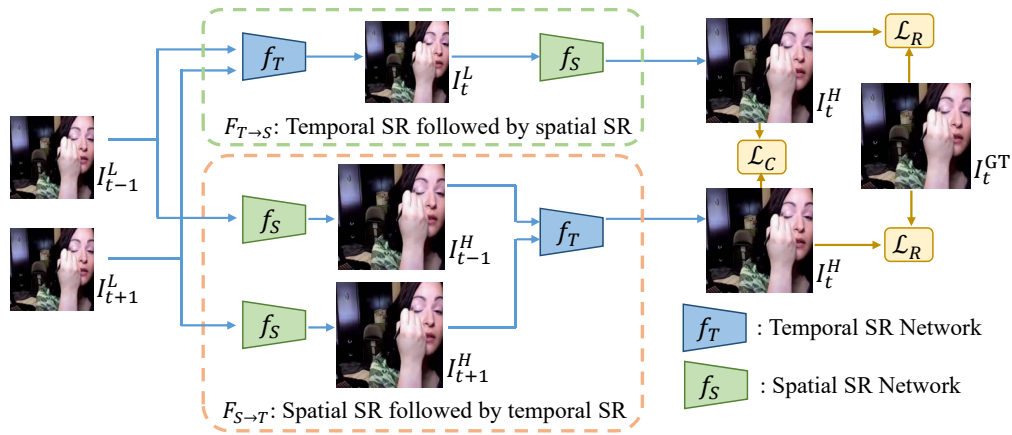 f_T
I_t^L
f_S
F_{T→S}: Temporal SR followed by spatial SR
I_{t-1}^L
I_{t+1}^L
f_S
I_{t-1}^H
f_T
f_S
I_{t+1}^H
F_{S→T}: Spatial SR followed by temporal SR
I_t^H
ℒ_R
ℒ_C
I_t^{GT}
I_t^H
ℒ_R
f_T : Temporal SR Network
f_S : Spatial SR Network